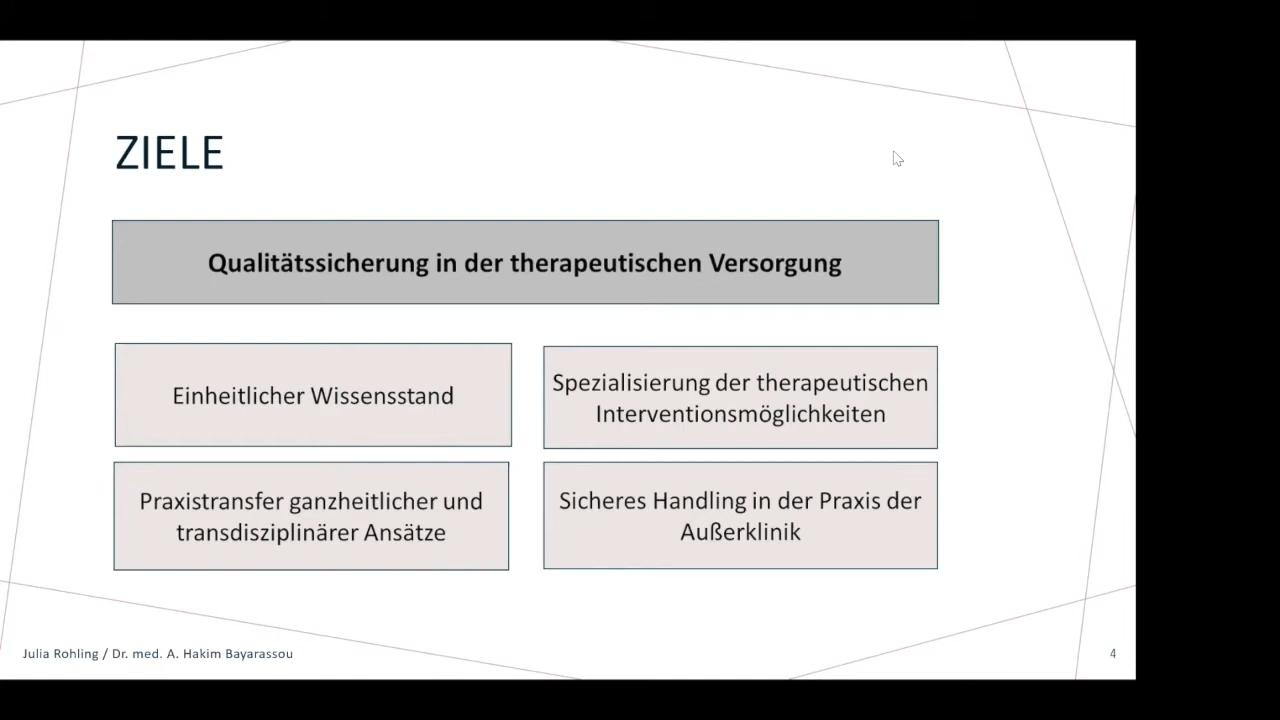 ZIELE
Qualitätssicherung in der therapeutischen Versorgung
Einheitlicher Wissensstand
Spezialisierung der therapeutischen
Interventionsmöglichkeiten
Praxistransfer ganzheitlicher und
transdisziplinärer Ansätze
Sicheres Handling in der Praxis der
Außerklinik
Julia Rohling / Dr. med. A. Hakim Bayarassou
4